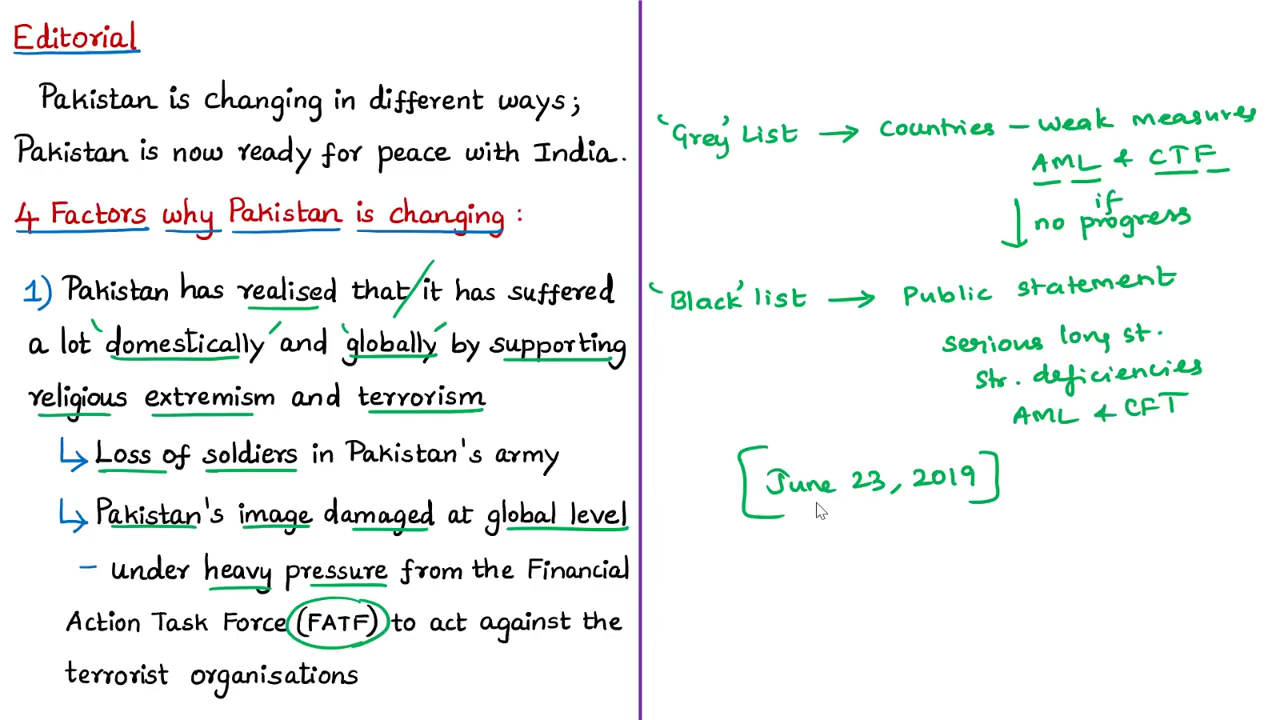 Editorial
Pakistan is changing in different ways;
Pakistan is now ready for peace with India.
4 Factors why Pakistan is changing:
1) Pakistan has realised that it has suffered
a lot 'domestically' and 'globally' by supporting
religious extremism and terrorism
↳ Loss of soldiers in Pakistan's army
↳ Pakistan's image damaged at global level
- under heavy pressure from the Financial
Action Task Force (FATF) to act against the
terrorist organisations
'Grey' List → Countries - weak measures
AML & CTF
if
↓ no progress
'Black' list → Public statement
serious long st.
str. deficiencies
AML & CFT
[June 23, 2019]